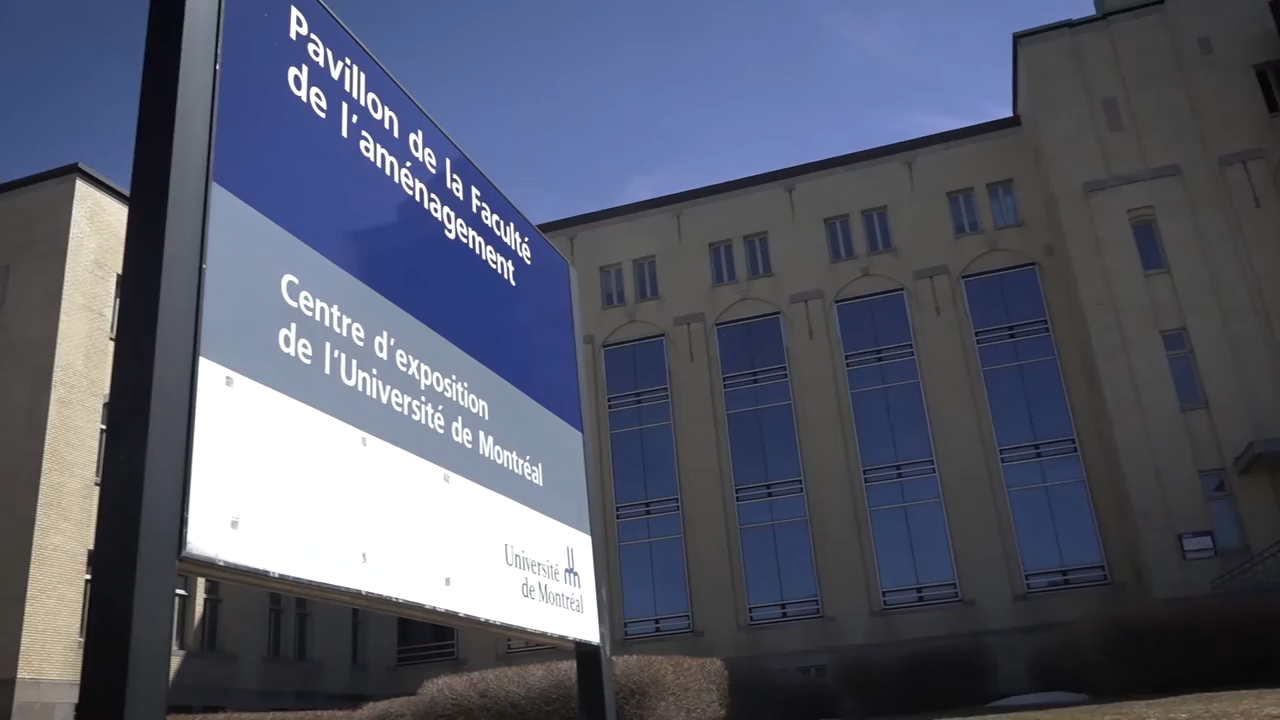 Pavillon de la Faculté
de l'aménagement
Centre d'exposition
de l'Université de Montréal
Université
de Montréal